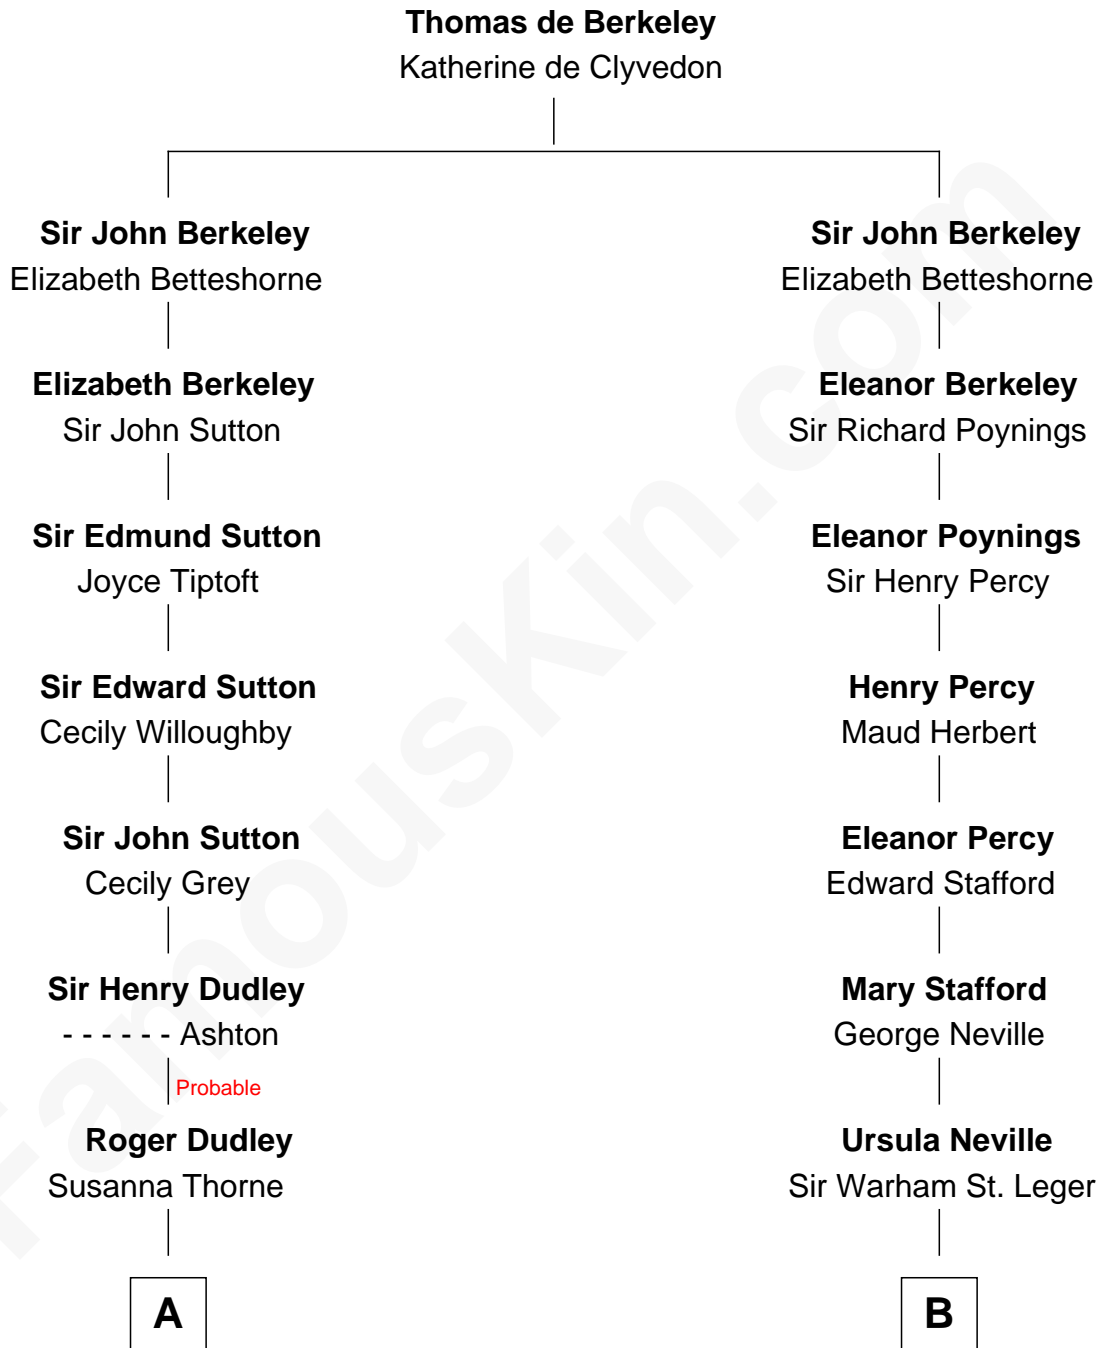 Thomas de Berkeley
Katherine de Clyvedon
Sir John Berkeley
Elizabeth Betteshorne
Elizabeth Berkeley
Sir John Sutton
Sir Edmund Sutton
Joyce Tiptoft
Sir Edward Sutton
Cecily Willoughby
Sir John Sutton
Cecily Grey
Sir Henry Dudley
- - - - - - Ashton
Probable
Roger Dudley
Susanna Thorne
A
Sir John Berkeley
Elizabeth Betteshorne
Eleanor Berkeley
Sir Richard Poynings
Eleanor Poynings
Sir Henry Percy
Henry Percy
Maud Herbert
Eleanor Percy
Edward Stafford
Mary Stafford
George Neville
Ursula Neville
Sir Warham St. Leger
B
FamousKin.com